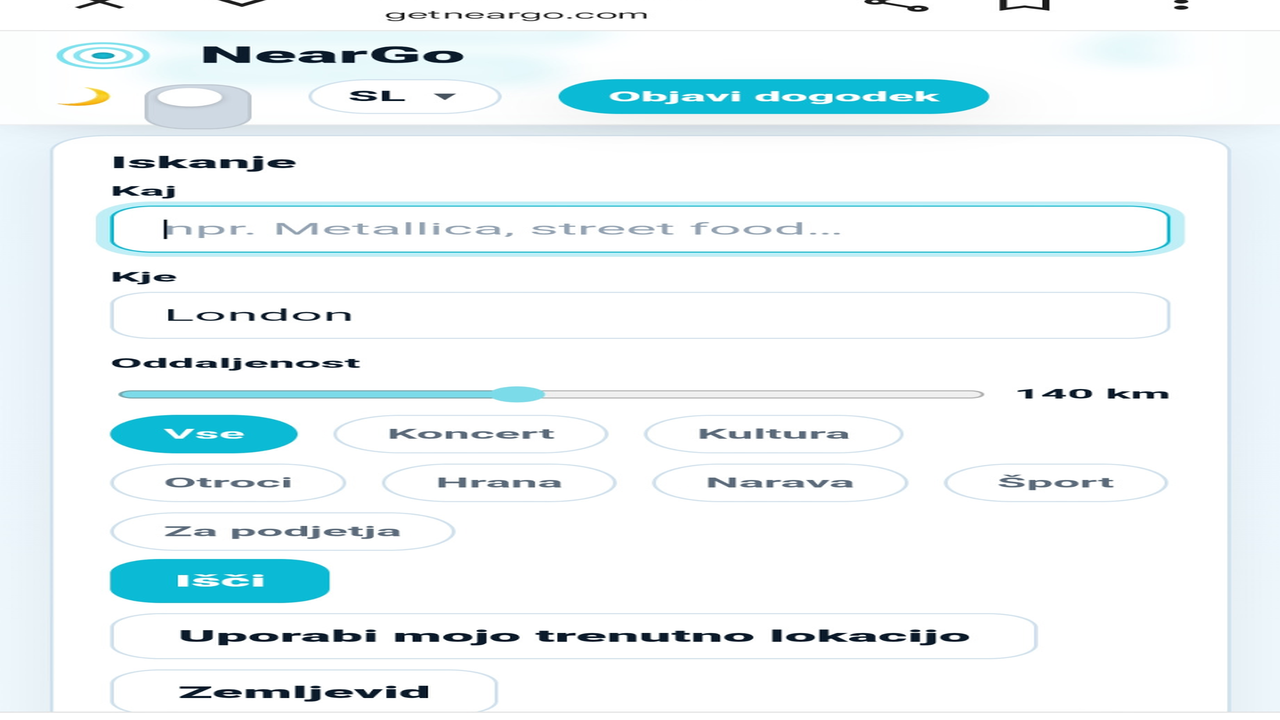 getneargo.com
NearGo
SL
Objavi dogodek
Iskanje
Kaj
npr. Metallica, street food...
Kje
London
Oddaljenost
140 km
Vse Koncert Kultura
Otroci Hrana Narava Šport
Za podjetja
Išči
Uporabi mojo trenutno lokacijo
Zemljevid